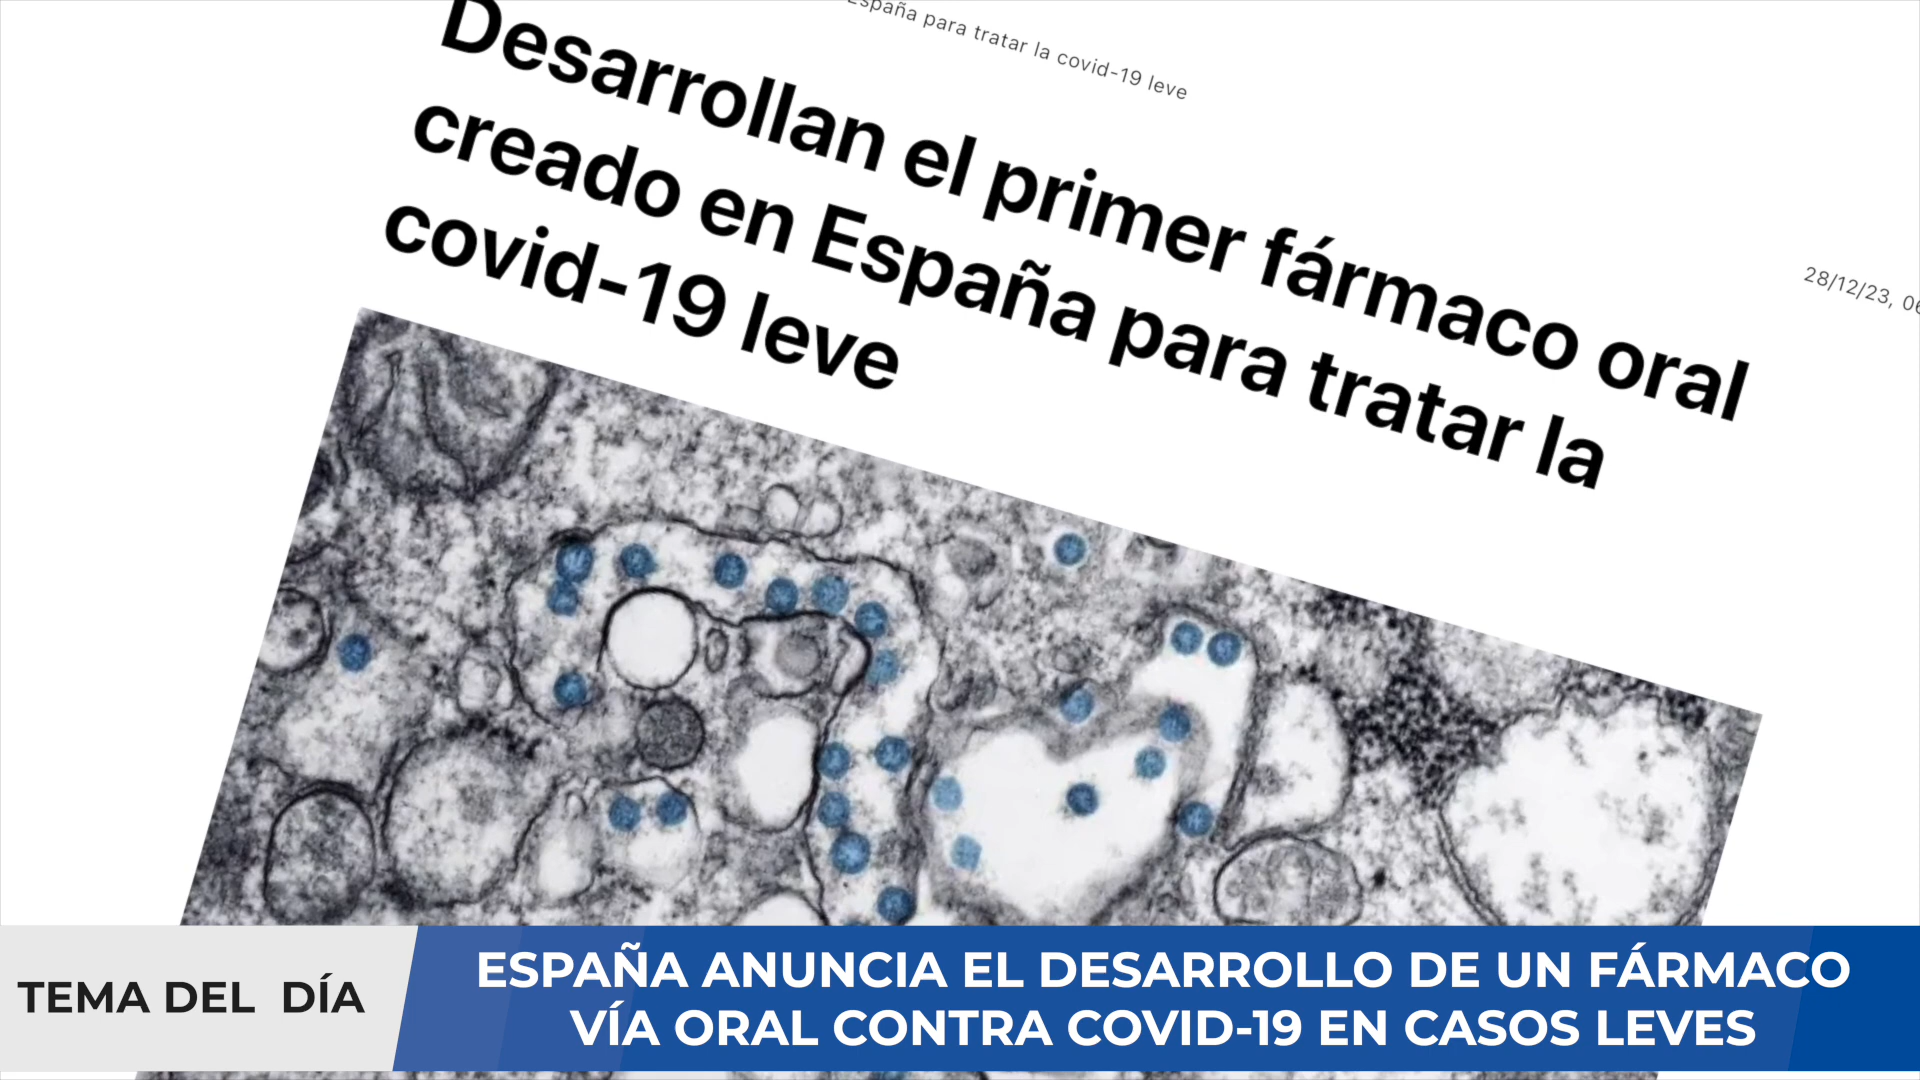 España para tratar la covid-19 leve
Desarrollan el primer fármaco oral
creado en España para tratar la
covid-19 leve
28/12/23,
TEMA DEL DÍA
ESPAÑA ANUNCIA EL DESARROLLO DE UN FÁRMACO
VÍA ORAL CONTRA COVID-19 EN CASOS LEVES